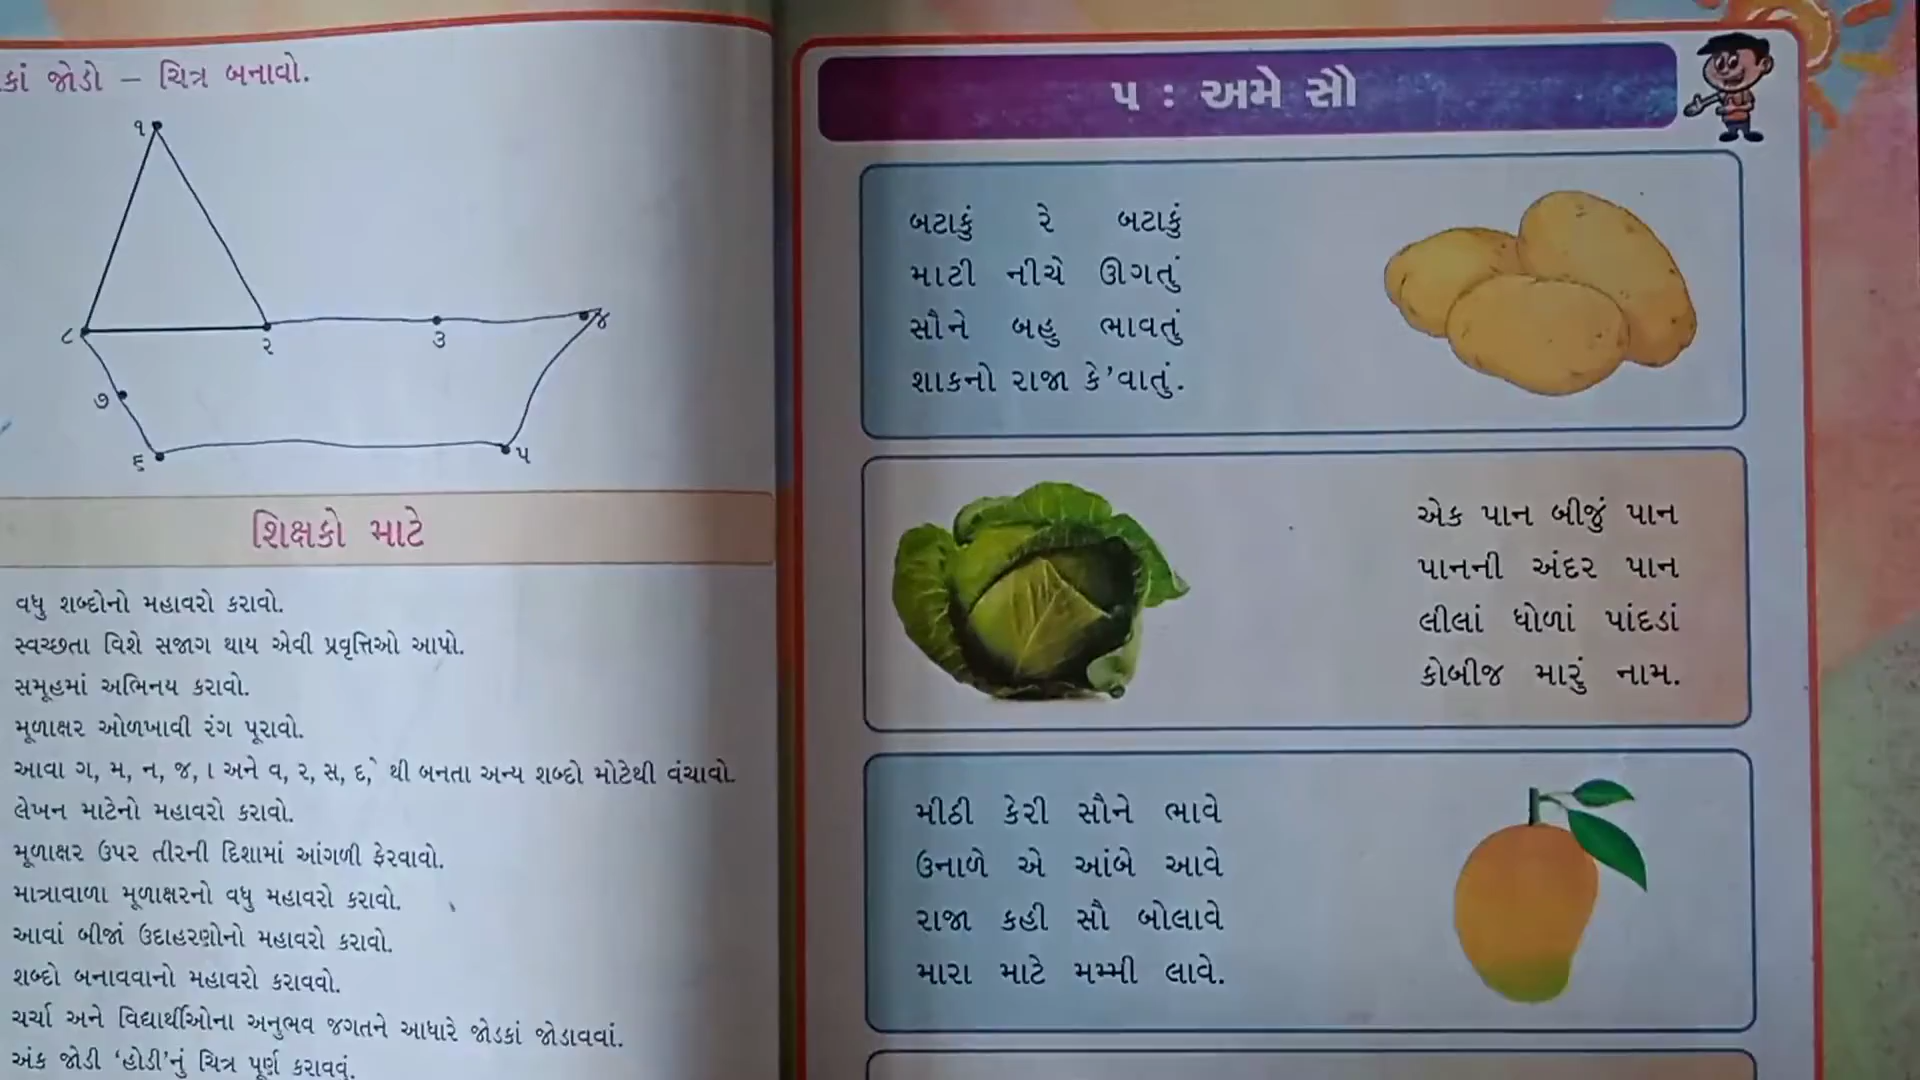 જોડો – ચિત્ર બનાવો.
૧
૮
૨
૩
૪
૭
૬
૫
શિક્ષકો માટે
વધુ શબ્દોનો મહાવરો કરાવો.
સ્વચ્છતા વિશે સજાગ થાય એવી પ્રવૃત્તિઓ આપો.
સમૂહમાં અભિનય કરાવો.
મૂળાક્ષર ઓળખાવી રંગ પૂરાવો.
આવા ગ, મ, ન, જ, ા અને વ, ર, સ, દ, ે થી બનતા અન્ય શબ્દો મોટેથી વંચાવો.
લેખન માટેનો મહાવરો કરાવો.
મૂળાક્ષર ઉપર તીરની દિશામાં આંગળી ફેરવાવો.
માત્રાવાળા મૂળાક્ષરનો વધુ મહાવરો કરાવો.
આવાં બીજાં ઉદાહરણોનો મહાવરો કરાવો.
શબ્દો બનાવવાનો મહાવરો કરાવવો.
ચર્ચા અને વિદ્યાર્થીઓના અનુભવ જગતને આધારે જોડકાં જોડાવવાં.
અંક જોડી ‘હોડી’નું ચિત્ર પૂર્ણ કરાવવું.
૫ : અમે સૌ
બટાકું રે બટાકું
માટી નીચે ઊગતું
સૌને બહુ ભાવતું
શાકનો રાજા કે’વાતું.
એક પાન બીજું પાન
પાનની અંદર પાન
લીલાં ધોળાં પાંદડાં
કોબીજ મારું નામ.
મીઠી કેરી સૌને ભાવે
ઉનાળે એ આંબે આવે
રાજા કહી સૌ બોલાવે
મારા માટે મમ્મી લાવે.